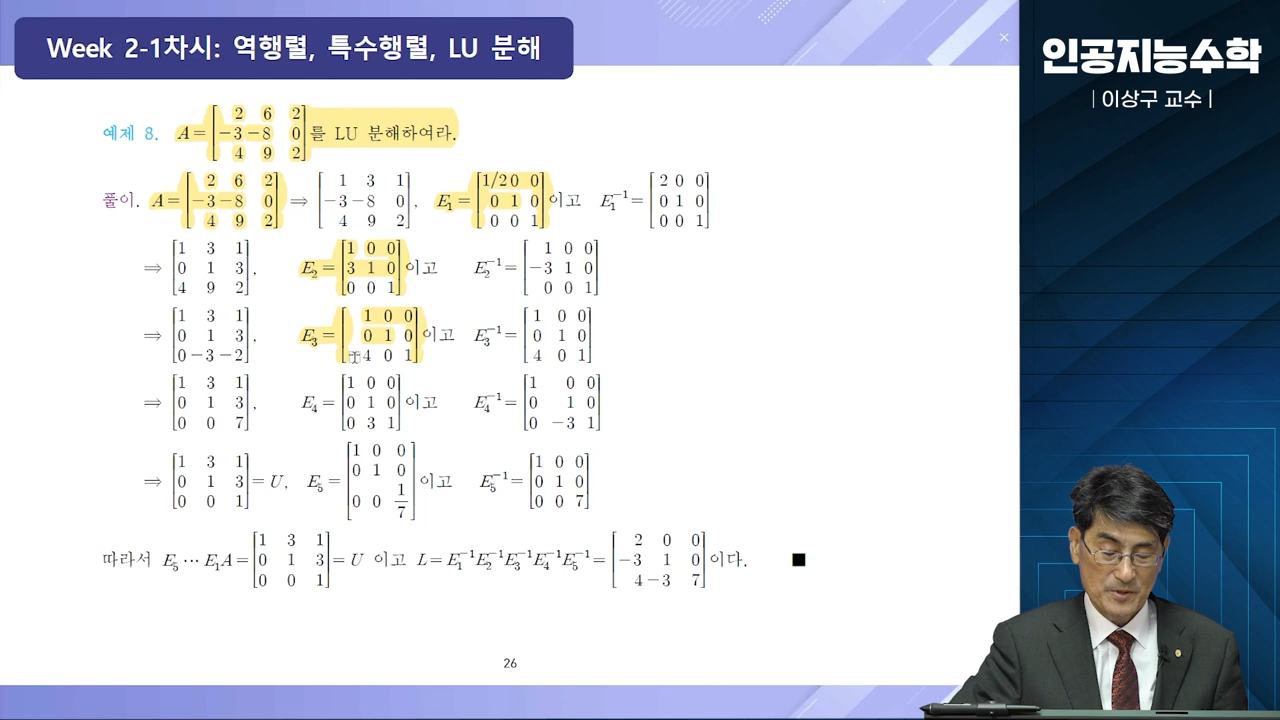 Week 2-1차시: 역행렬, 특수행렬, LU 분해
인공지능수학
| 이상구 교수 |
예제 8. A = [2 6 2; -3 -8 0; 4 9 2] 를 LU 분해하여라.
풀이. A = [2 6 2; -3 -8 0; 4 9 2] ⇒ [1 3 1; -3 -8 0; 4 9 2], E₁ = [1/2 0 0; 0 1 0; 0 0 1] 이고 E₁⁻¹ = [2 0 0; 0 1 0; 0 0 1]
⇒ [1 3 1; 0 1 3; 4 9 2], E₂ = [1 0 0; 3 1 0; 0 0 1] 이고 E₂⁻¹ = [1 0 0; -3 1 0; 0 0 1]
⇒ [1 3 1; 0 1 3; 0 -3 -2], E₃ = [1 0 0; 0 1 0; -4 0 1] 이고 E₃⁻¹ = [1 0 0; 0 1 0; 4 0 1]
⇒ [1 3 1; 0 1 3; 0 0 7], E₄ = [1 0 0; 0 1 0; 0 3 1] 이고 E₄⁻¹ = [1 0 0; 0 1 0; 0 -3 1]
⇒ [1 3 1; 0 1 3; 0 0 1] = U, E₅ = [1 0 0; 0 1 0; 0 0 1/7] 이고 E₅⁻¹ = [1 0 0; 0 1 0; 0 0 7]
따라서 E₅ ⋯ E₁A = [1 3 1; 0 1 3; 0 0 1] = U 이고 L = E₁⁻¹E₂⁻¹E₃⁻¹E₄⁻¹E₅⁻¹ = [2 0 0; -3 1 0; 4 -3 7] 이다. ■
26